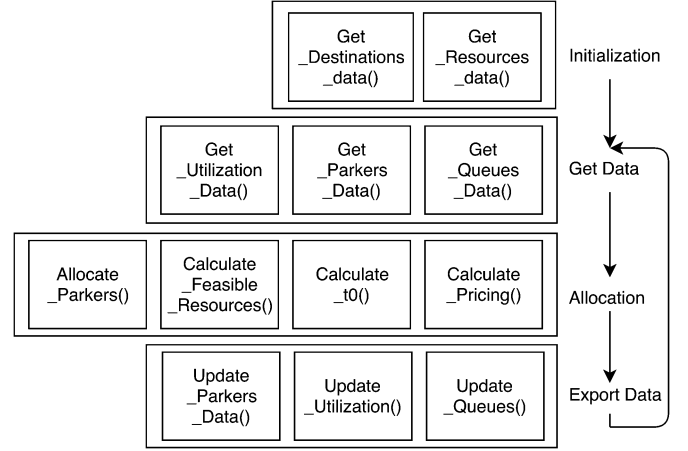 Get
_Destinations
_data()
Get
_Resources
_data()
Initialization
Get
_Utilization
_Data()
Get
_Parkers
_Data()
Get
_Queues
_Data()
Get Data
Allocate
_Parkers()
Calculate
_Feasible
_Resources()
Calculate
_t0()
Calculate
_Pricing()
Allocation
Update
_Parkers
_Data()
Update
_Utilization()
Update
_Queues()
Export Data